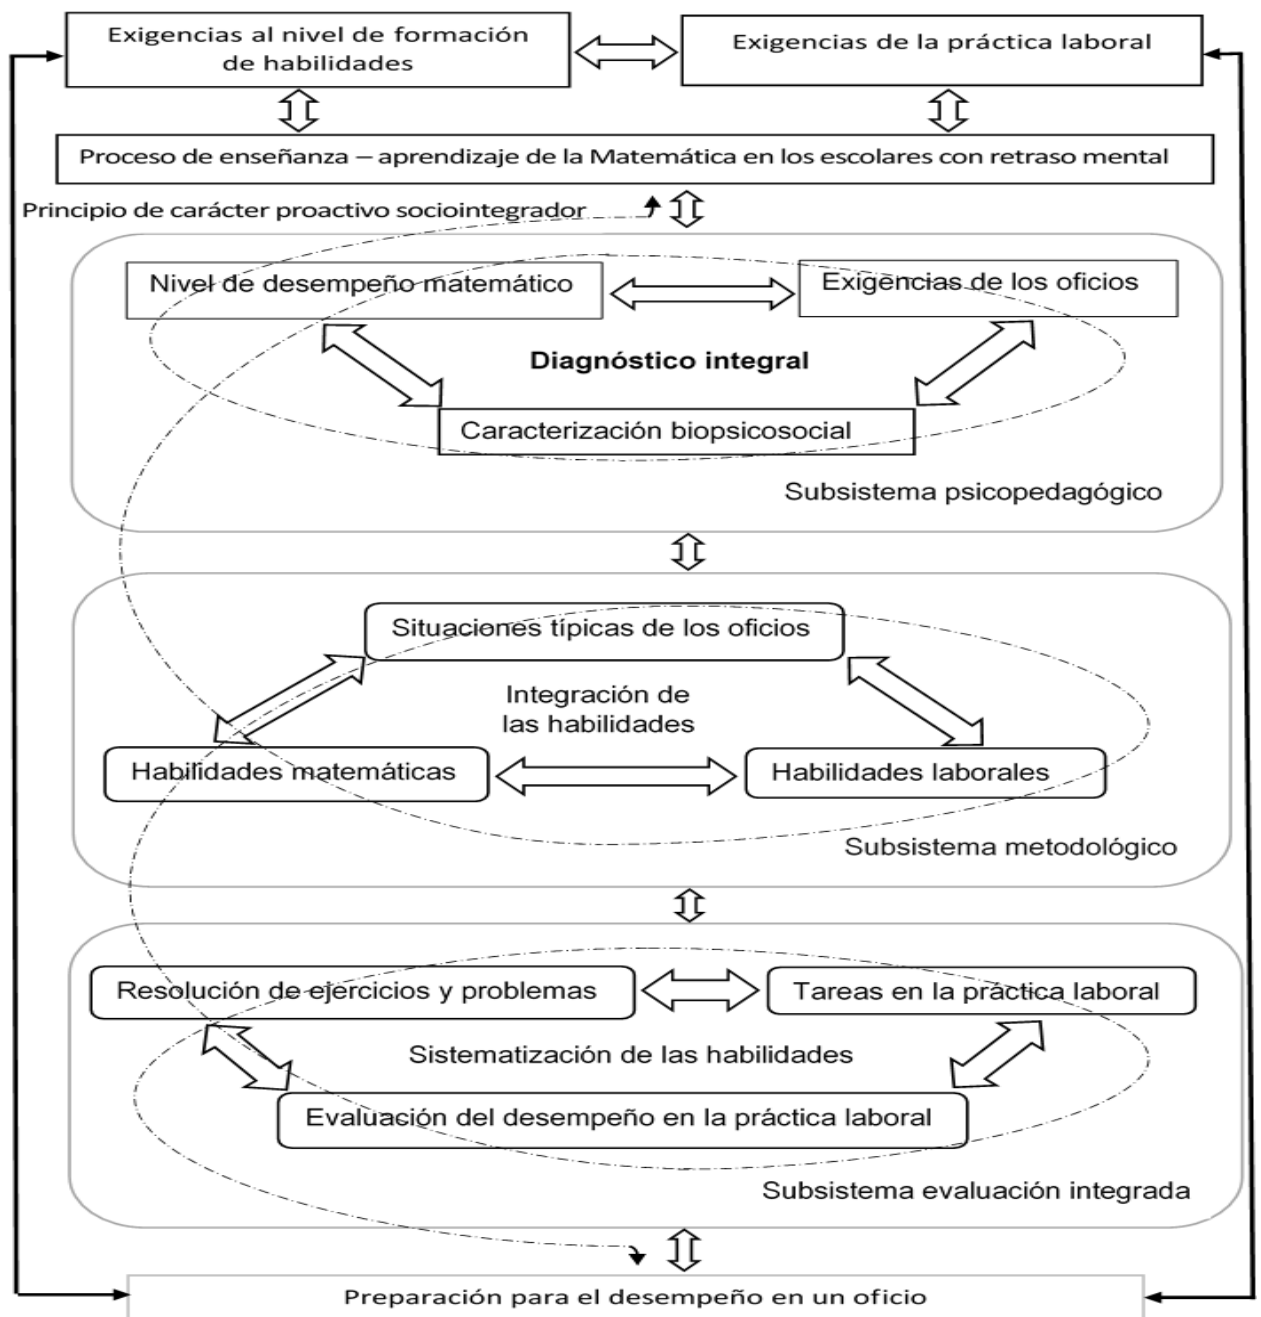 Exigencias al nivel de formación
de habilidades
Exigencias de la práctica laboral
Proceso de enseñanza – aprendizaje de la Matemática en los escolares con retraso mental
Principio de carácter proactivo sociointegrador
Nivel de desempeño matemático
Exigencias de los oficios
Diagnóstico integral
Caracterización biopsicosocial
Subsistema psicopedagógico
Situaciones típicas de los oficios
Integración de
las habilidades
Habilidades matemáticas
Habilidades laborales
Subsistema metodológico
Resolución de ejercicios y problemas
Tareas en la práctica laboral
Sistematización de las habilidades
Evaluación del desempeño en la práctica laboral
Subsistema evaluación integrada
Preparación para el desempeño en un oficio